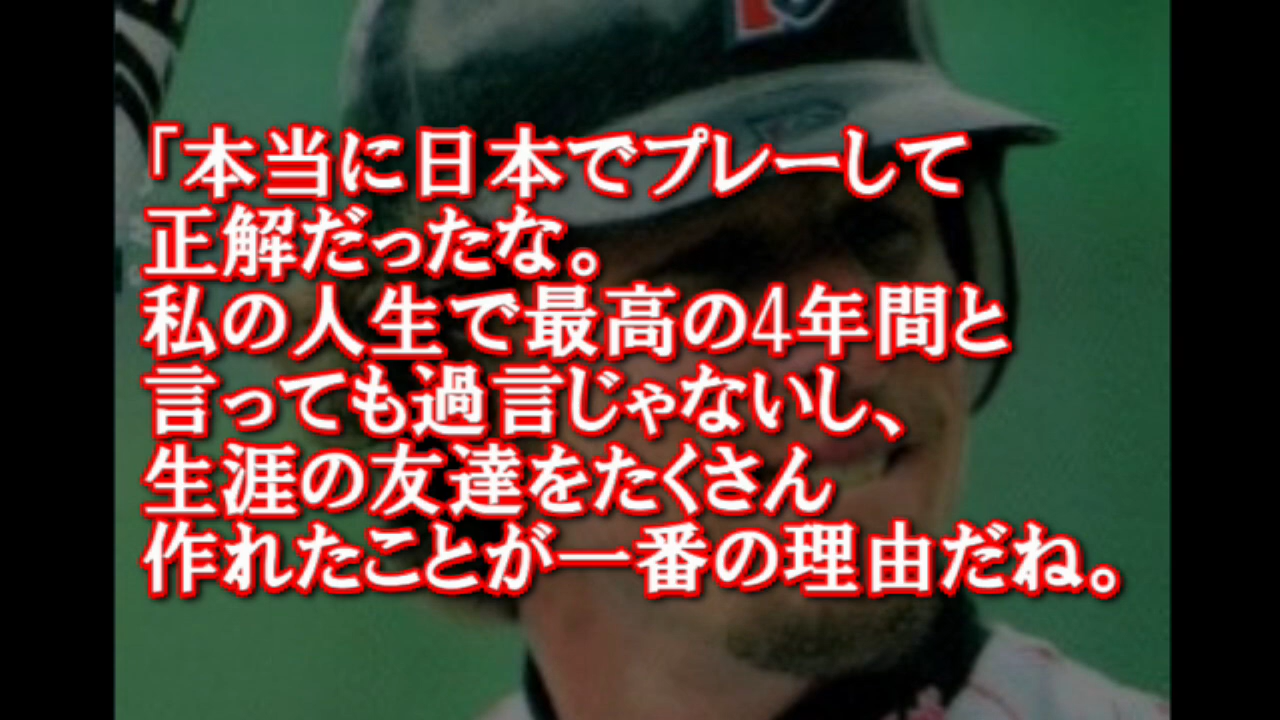 「本当に日本でプレーして
正解だったな。
私の人生で最高の4年間と
言っても過言じゃないし、
生涯の友達をたくさん
作れたことが一番の理由だね。